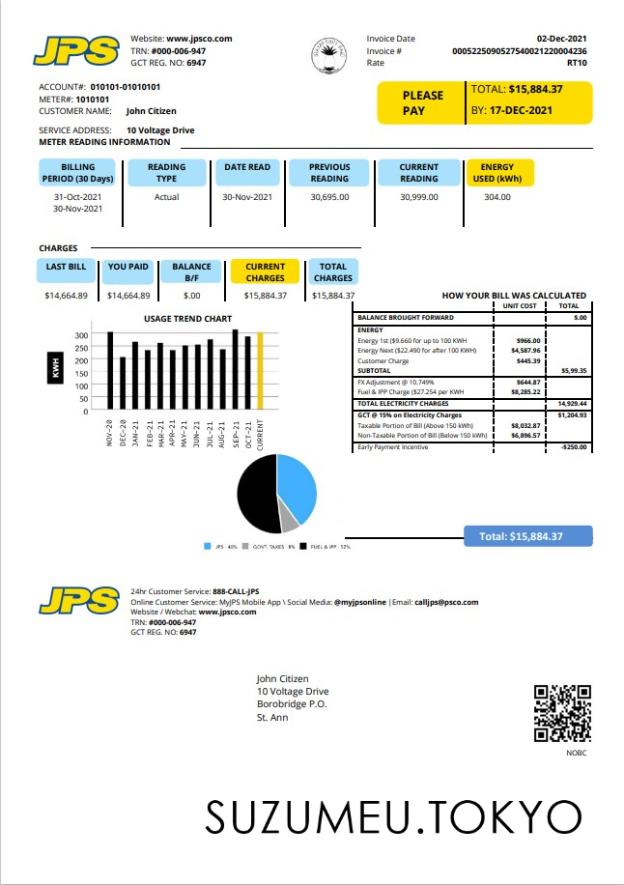 JPS
Website: www.jpsco.com
TRN: #000-006-947
GCT REG. NO: 6947
Invoice Date 02-Dec-2021
Invoice # 0005225090527540021220004236
Rate RT10
ACCOUNT#: 010101-01010101
METER#: 1010101
CUSTOMER NAME: John Citizen
SERVICE ADDRESS: 10 Voltage Drive
PLEASE PAY
TOTAL: $15,884.37
BY: 17-DEC-2021
METER READING INFORMATION
BILLING PERIOD (30 Days) READING TYPE DATE READ PREVIOUS READING CURRENT READING ENERGY USED (kWh)
31-Oct-2021 Actual 30-Nov-2021 30,695.00 30,999.00 304.00
30-Nov-2021
CHARGES
LAST BILL YOU PAID BALANCE B/F CURRENT CHARGES TOTAL CHARGES
$14,664.89 $14,664.89 $.00 $15,884.37 $15,884.37
USAGE TREND CHART
KWH
300
250
200
150
100
50
0
NOV-20 DEC-20 JAN-21 FEB-21 MAR-21 APR-21 MAY-21 JUN-21 JUL-21 AUG-21 SEP-21 OCT-21 CURRENT
HOW YOUR BILL WAS CALCULATED
UNIT COST TOTAL
BALANCE BROUGHT FORWARD $.00
ENERGY
Energy 1st ($9.660 for up to 100 KWH $966.00
Energy Next ($22.490 for after 100 KWH) $4,587.96
Customer Charge $445.39
SUBTOTAL $5,99.35
FX Adjustment @ 10.749% $644.87
Fuel & IPP Charge ($27.254 per KWH $8,285.22
TOTAL ELECTRICITY CHARGES 14,929.44
GCT @ 15% on Electricity Charges $1,204.93
Taxable Portion of Bill (Above 150 kWh) $8,032.87
Non-Taxable Portion of Bill (Below 150 kWh) $6,896.57
Early Payment Incentive -$250.00
JPS - 40% GOVT. TAXES - 8% FUEL & IPP - 52%
Total: $15,884.37
JPS
24hr Customer Service: 888-CALL-JPS
Online Customer Service: MyJPS Mobile App \ Social Media: @myjpsonline | Email: calljps@psco.com
Website / Webchat: www.jpsco.com
TRN: #000-006-947
GCT REG. NO: 6947
John Citizen
10 Voltage Drive
Borobridge P.O.
St. Ann
NOBC
SUZUMEU.TOKYO